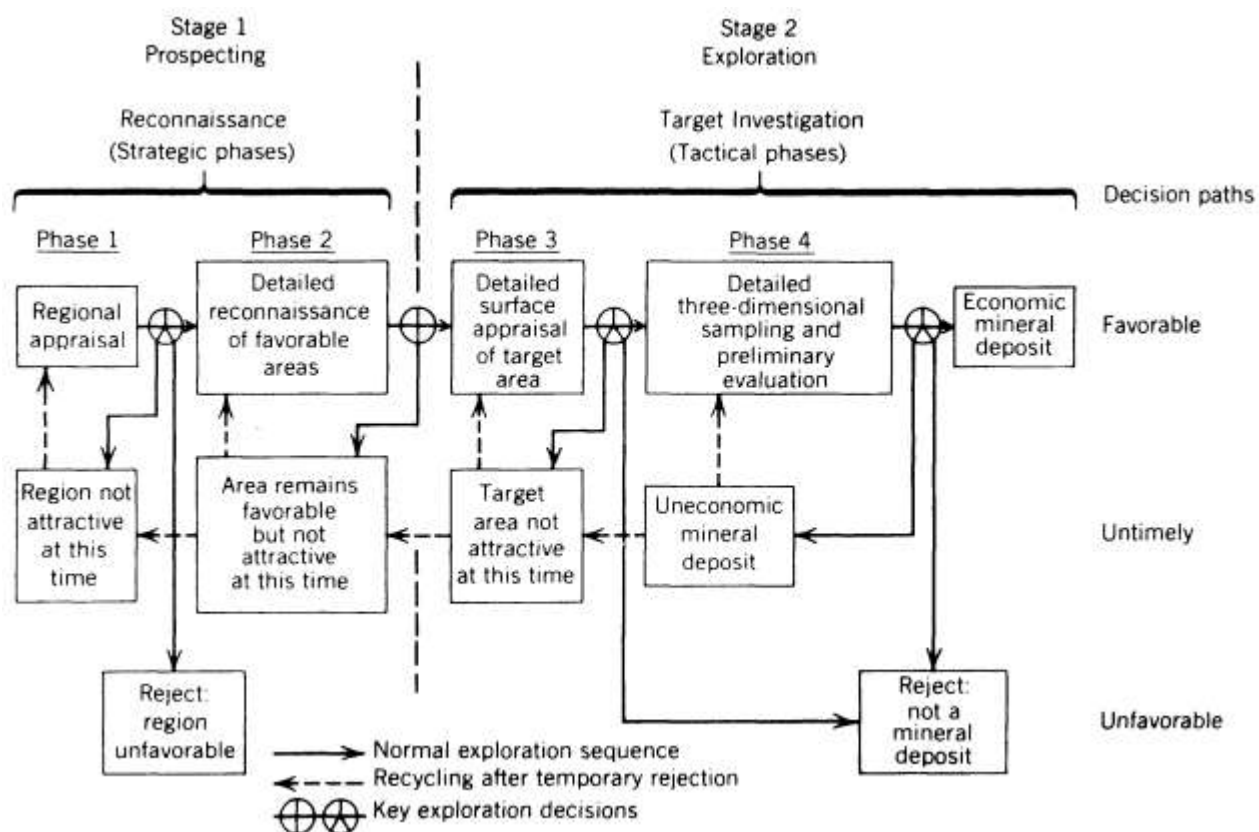 Stage 1
Prospecting
Stage 2
Exploration
Reconnaissance
(Strategic phases)
Target Investigation
(Tactical phases)
Decision paths
Phase 1
Phase 2
Phase 3
Phase 4
Regional
appraisal
Detailed
reconnaissance
of favorable
areas
Detailed
surface
appraisal
of target
area
Detailed
three-dimensional
sampling and
preliminary
evaluation
Economic
mineral
deposit
Favorable
Region not
attractive
at this
time
Area remains
favorable
but not
attractive
at this time
Target
area not
attractive
at this time
Uneconomic
mineral
deposit
Untimely
Reject:
region
unfavorable
Reject:
not a
mineral
deposit
Unfavorable
Normal exploration sequence
Recycling after temporary rejection
Key exploration decisions